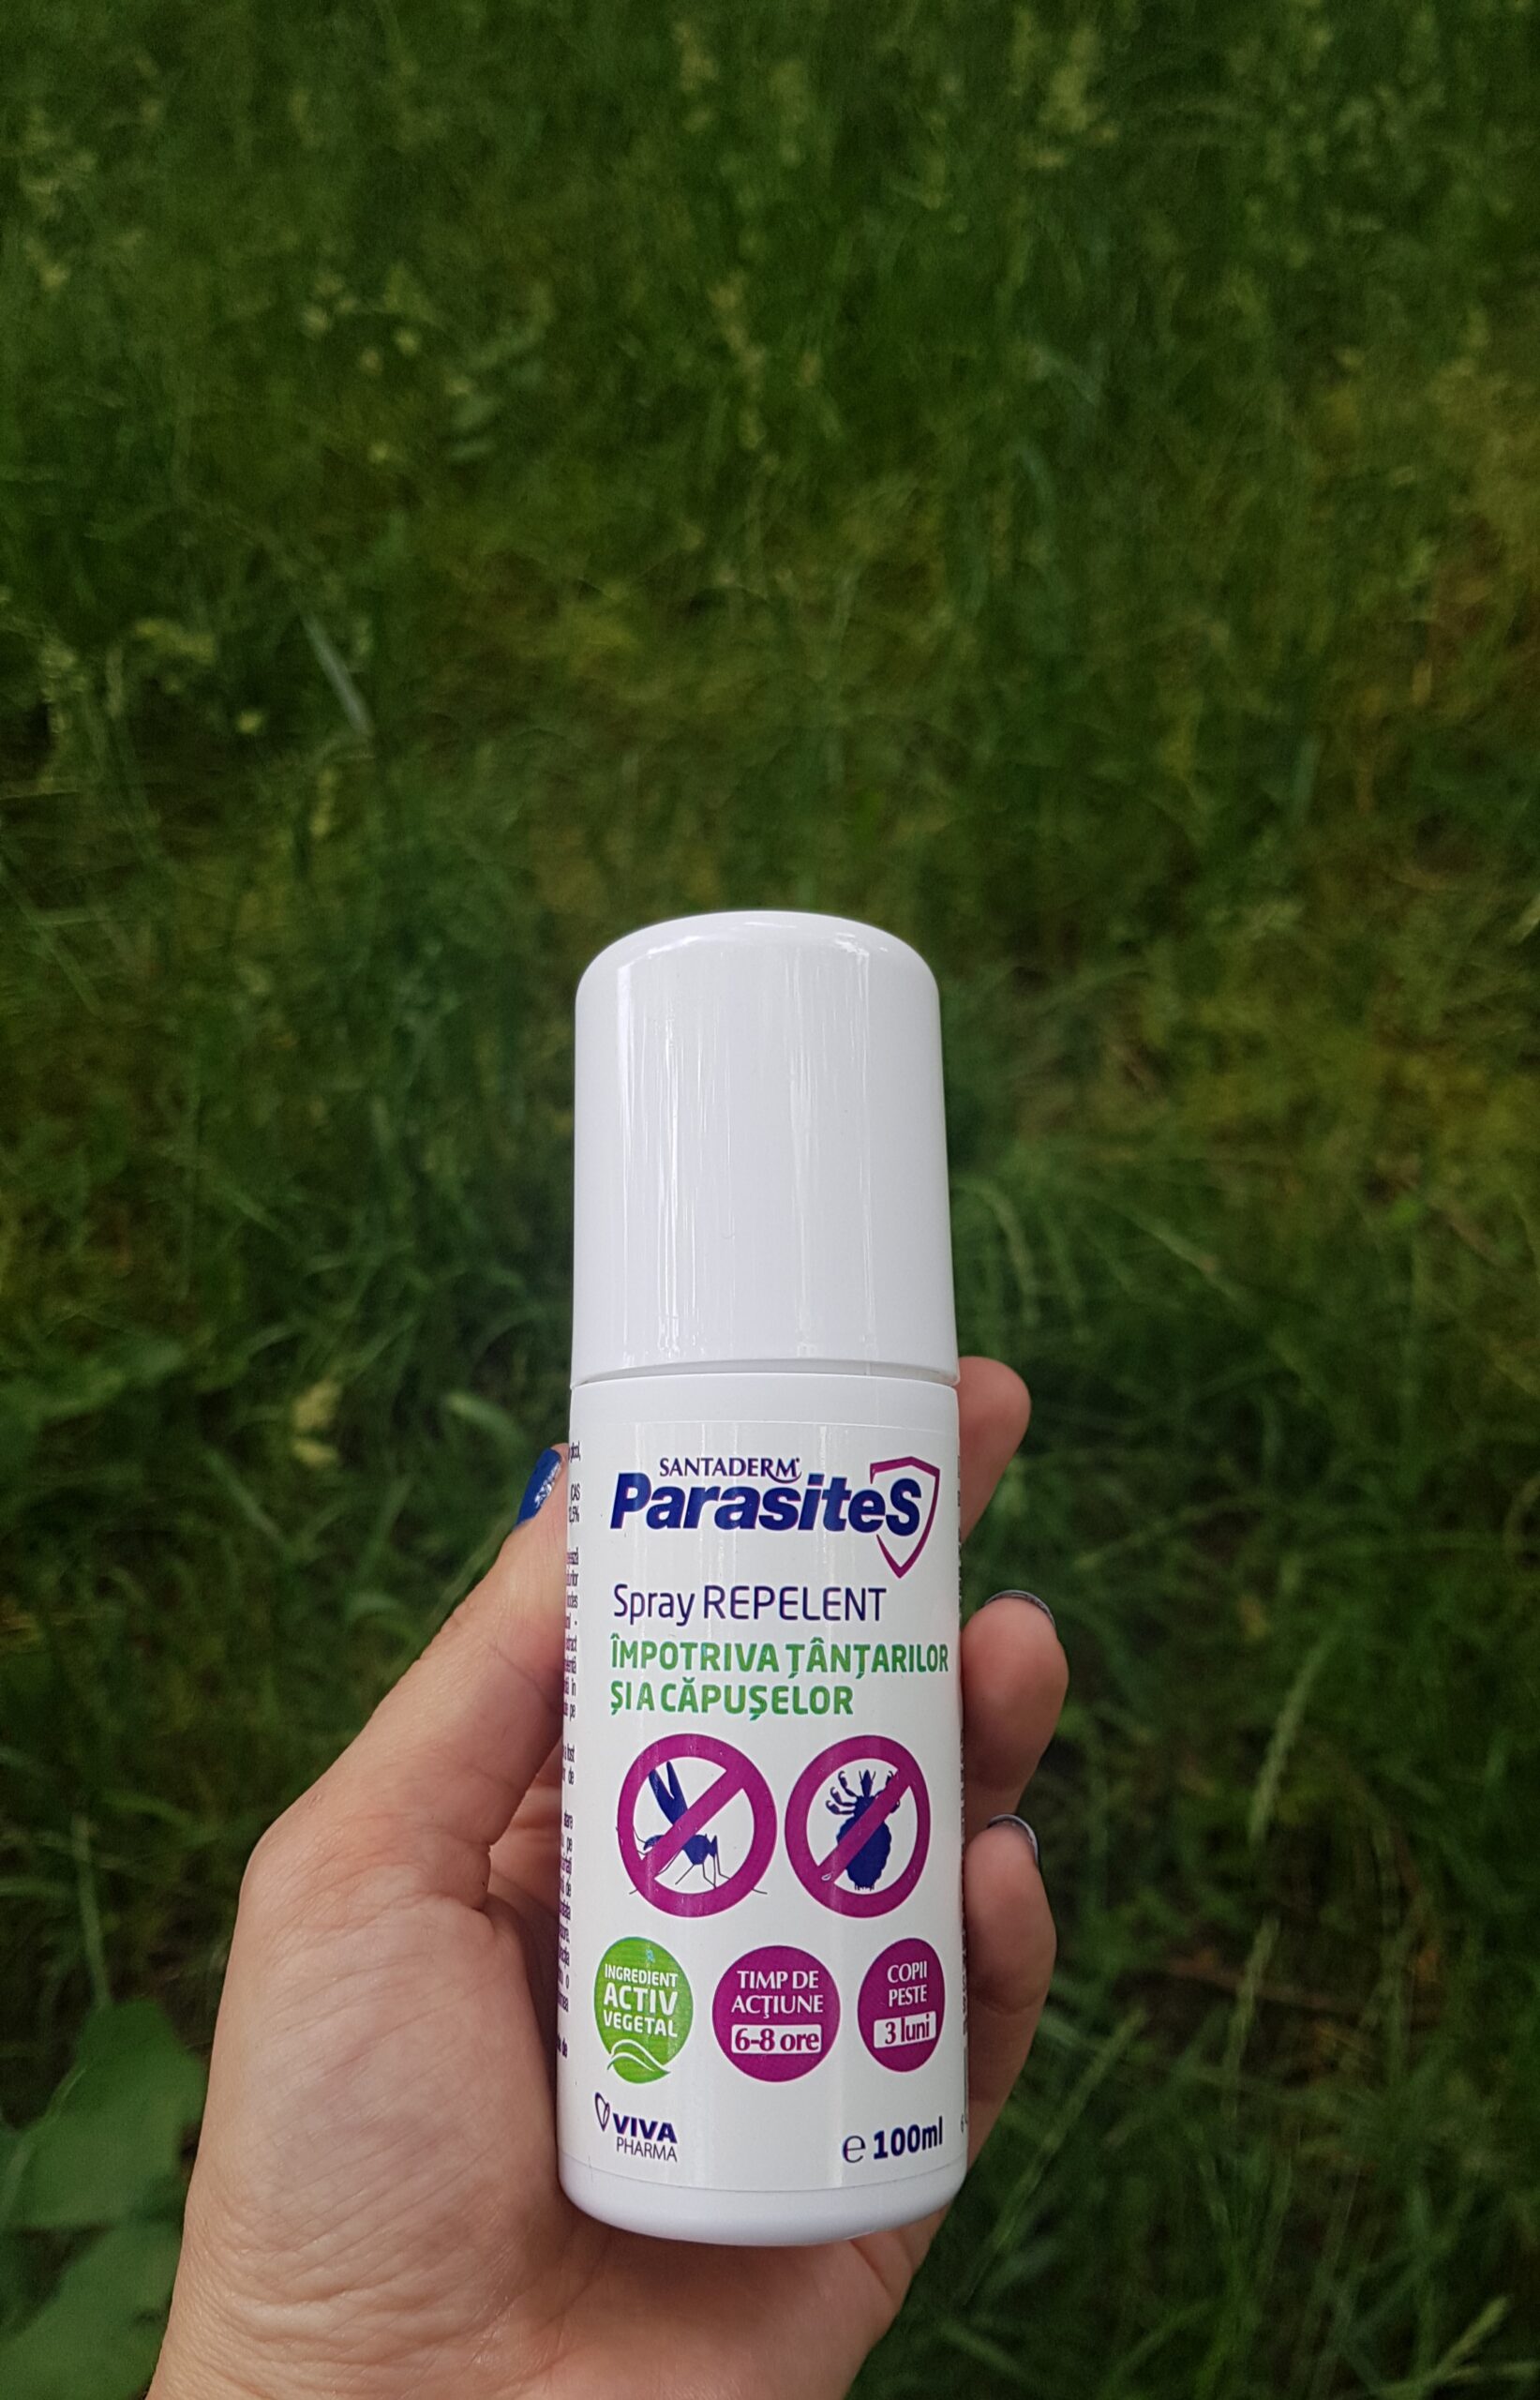 SANTADERM®
ParasiteS
Spray REPELENT
ÎMPOTRIVA ȚÂNȚARILOR
ȘI A CĂPUȘELOR
INGREDIENT
ACTIV
VEGETAL
TIMP DE
ACŢIUNE
6-8 ore
COPII
PESTE
3 luni
VIVA
PHARMA
℮ 100ml